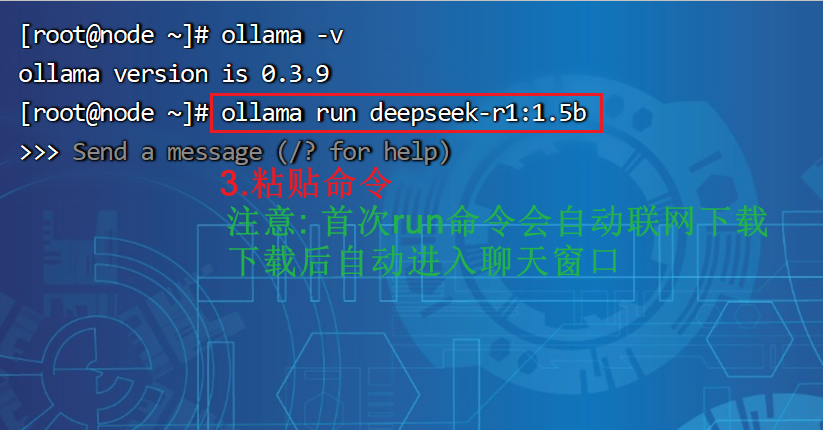 [root@node ~]# ollama -v
ollama version is 0.3.9
[root@node ~]# ollama run deepseek-r1:1.5b
>>> Send a message (/? for help)
3.粘贴命令
注意: 首次run命令会自动联网下载
下载后自动进入聊天窗口